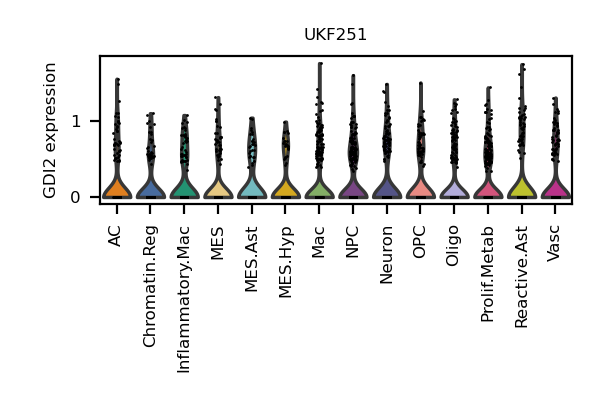 UKF251
GDI2 expression
1
0
AC
Chromatin.Reg
Inflammatory.Mac
MES
MES.Ast
MES.Hyp
Mac
NPC
Neuron
OPC
Oligo
Prolif.Metab
Reactive.Ast
Vasc